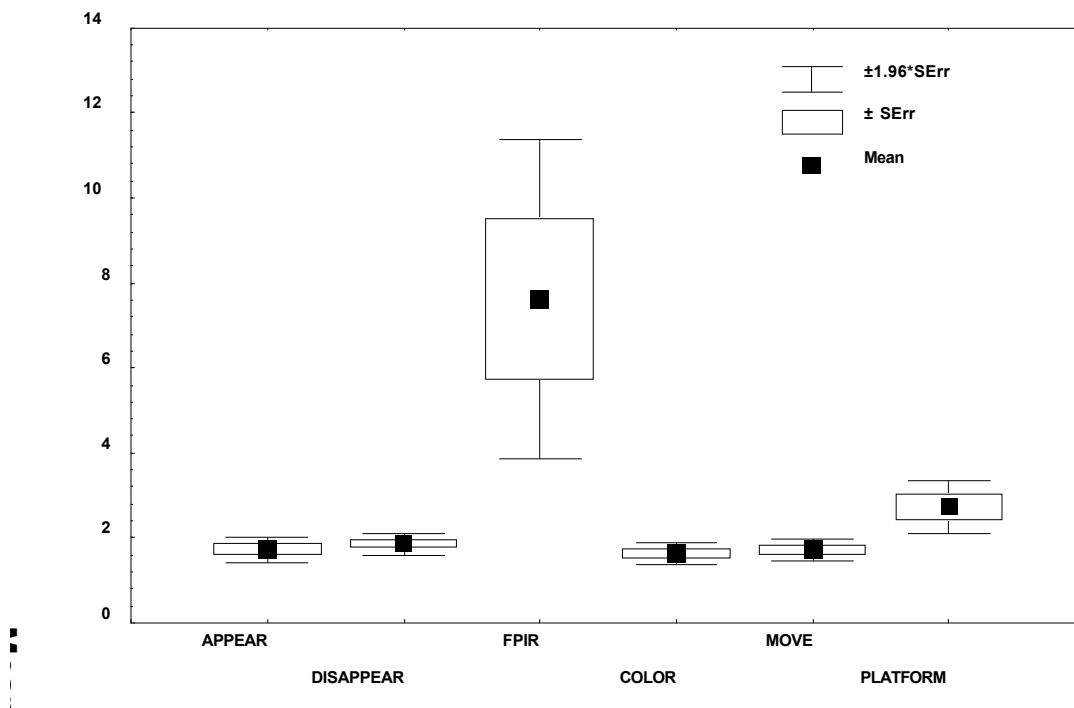 14
12
10
8
6
4
2
0
±1.96*SErr
± SErr
Mean
APPEAR
FPIR
MOVE
DISAPPEAR
COLOR
PLATFORM